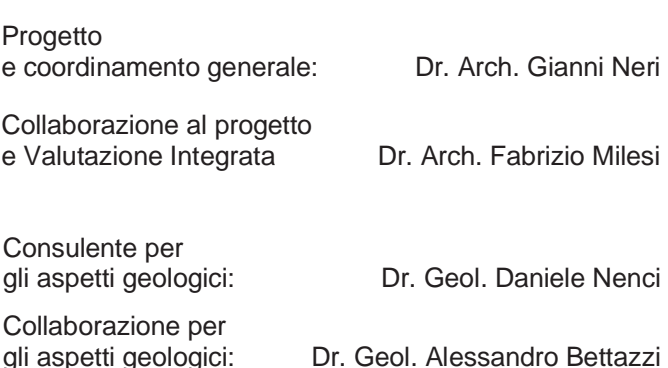 Progetto
e coordinamento generale: Dr. Arch. Gianni Neri
Collaborazione al progetto
e Valutazione Integrata Dr. Arch. Fabrizio Milesi
Consulente per
gli aspetti geologici: Dr. Geol. Daniele Nenci
Collaborazione per
gli aspetti geologici: Dr. Geol. Alessandro Bettazzi